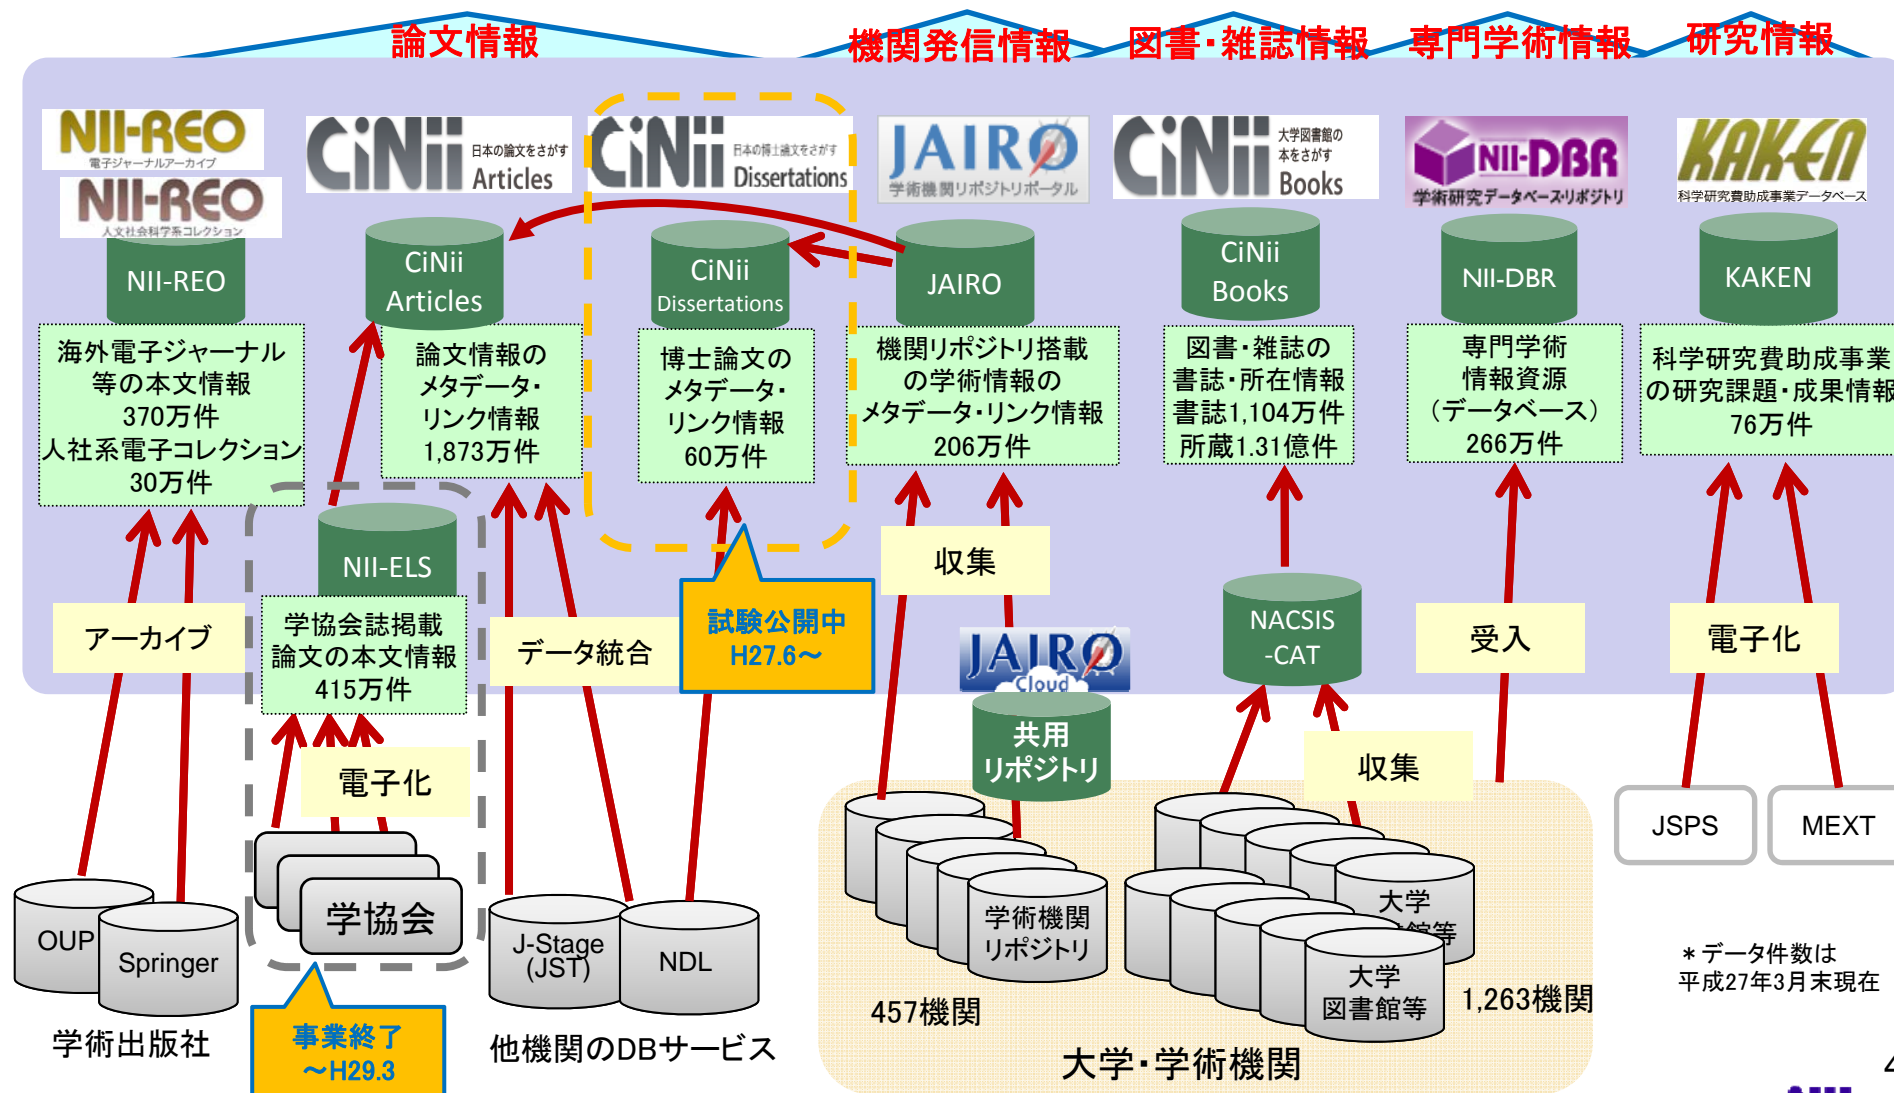 論文情報
機関発信情報
図書・雑誌情報
専門学術情報
研究情報
NII-REO
電子ジャーナルアーカイブ
NII-REO
人文社会科学系コレクション
CiNii
日本の論文をさがす
Articles
CiNii
日本の博士論文をさがす
Dissertations
JAIRO
学術機関リポジトリポータル
CiNii
大学図書館の
本をさがす
Books
NII-DBR
学術研究データベース・リポジトリ
KAKEN
科学研究費助成事業データベース
NII-REO
海外電子ジャーナル
等の本文情報
370万件
人社系電子コレクション
30万件
CiNii
Articles
論文情報の
メタデータ・
リンク情報
1,873万件
CiNii
Dissertations
博士論文の
メタデータ・
リンク情報
60万件
JAIRO
機関リポジトリ搭載
の学術情報の
メタデータ・リンク情報
206万件
CiNii
Books
図書・雑誌の
書誌・所在情報
書誌1,104万件
所蔵1.31億件
NII-DBR
専門学術
情報資源
（データベース）
266万件
KAKEN
科学研究費助成事業
の研究課題・成果情報
76万件
NII-ELS
学協会誌掲載
論文の本文情報
415万件
アーカイブ
データ統合
試験公開中
H27.6～
収集
JAIRO
Cloud
共用
リポジトリ
NACSIS
-CAT
受入
電子化
電子化
収集
OUP
Springer
学術出版社
学協会
事業終了
～H29.3
J-Stage
(JST)
NDL
他機関のDBサービス
学術機関
リポジトリ
457機関
大学
館等
大学
図書館等
1,263機関
大学・学術機関
JSPS
MEXT
＊データ件数は
平成27年3月末現在
4